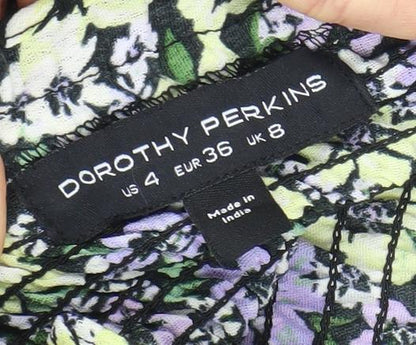 DOROTHY PERKINS
US 4 EUR 36 UK 8
Made in
India